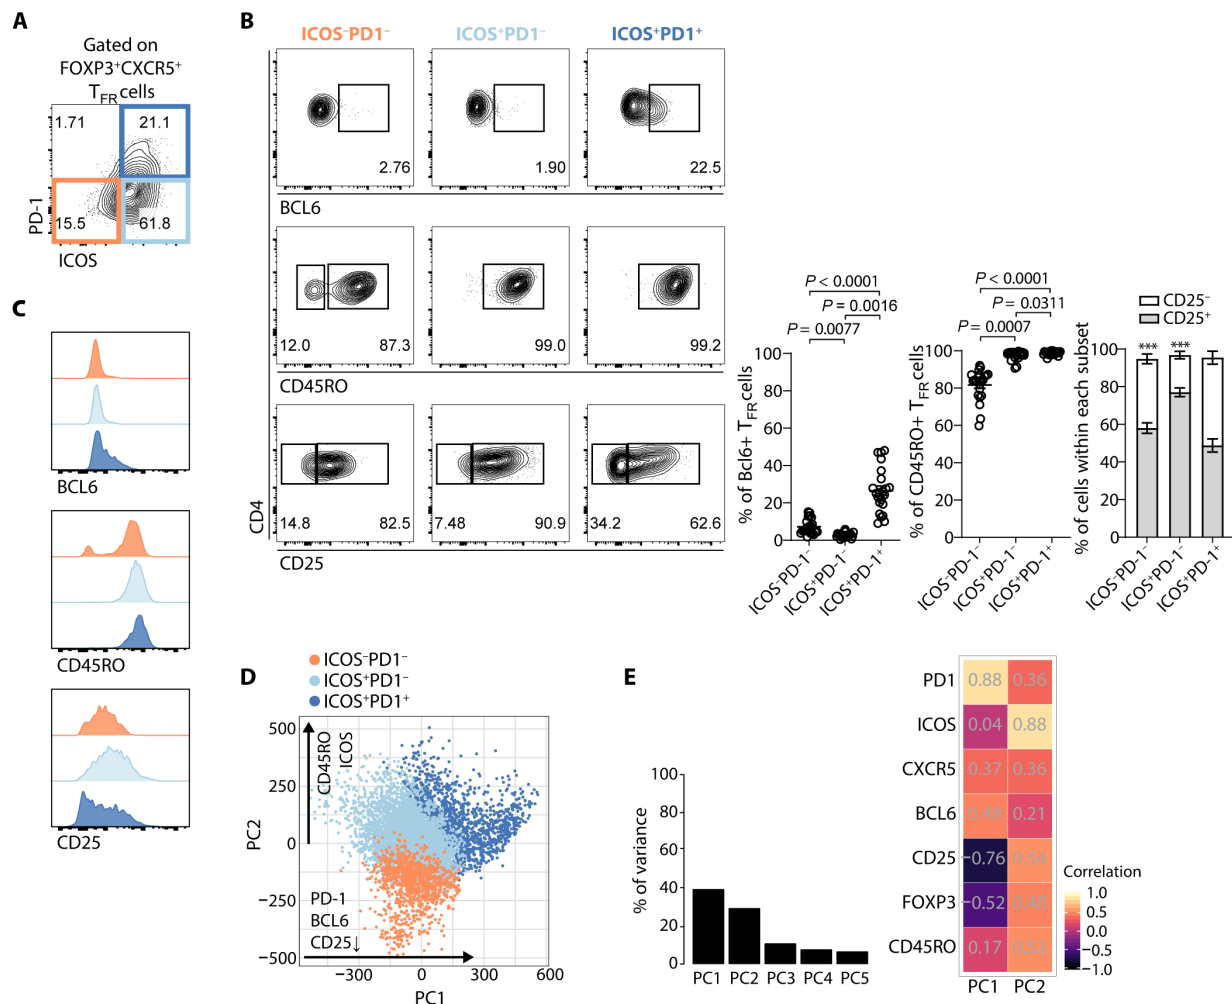 A
Gated on
FOXP3⁺CXCR5⁺
T_FR cells
1.71
21.1
15.5
61.8
PD-1
ICOS
B
ICOS⁻PD1⁻
ICOS⁺PD1⁻
ICOS⁺PD1⁺
2.76
1.90
22.5
BCL6
12.0
87.3
99.0
99.2
CD45RO
14.8
82.5
7.48
90.9
34.2
62.6
CD4
CD25
P < 0.0001
P = 0.0016
P = 0.0077
% of Bcl6+ T_FR cells
100
80
60
40
20
0
ICOS⁻PD-1⁻
ICOS⁺PD-1⁻
ICOS⁺PD-1⁺
P < 0.0001
P = 0.0311
P = 0.0007
% of CD45RO+ T_FR cells
100
80
60
40
20
0
ICOS⁻PD-1⁻
ICOS⁺PD-1⁻
ICOS⁺PD-1⁺
CD25⁻
CD25⁺
*** ***
% of cells within each subset
100
80
60
40
20
0
ICOS⁻PD-1⁻
ICOS⁺PD-1⁻
ICOS⁺PD-1⁺
C
BCL6
CD45RO
CD25
D
ICOS⁻PD1⁻
ICOS⁺PD1⁻
ICOS⁺PD1⁺
PC2
500
250
0
−250
−500
CD45RO
ICOS
PD-1
BCL6
CD25↓
−300
0
300
600
PC1
E
% of variance
100
80
60
40
20
0
PC1 PC2 PC3 PC4 PC5
PD1 0.88 0.36
ICOS 0.04 0.88
CXCR5 0.37 0.36
BCL6 0.48 0.21
CD25 −0.76 0.54
FOXP3 −0.52 0.48
CD45RO 0.17 0.53
PC1 PC2
Correlation
1.0
0.5
0.0
−0.5
−1.0